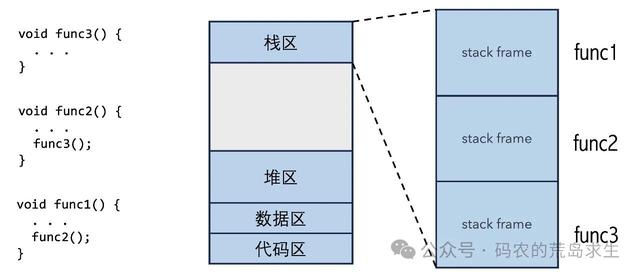 void func3() {
. . .
}
void func2() {
. . .
func3();
}
void func1() {
. . .
func2();
}
栈区
堆区
数据区
代码区
stack frame
func1
stack frame
func2
stack frame
func3
公众号 · 码农的荒岛求生